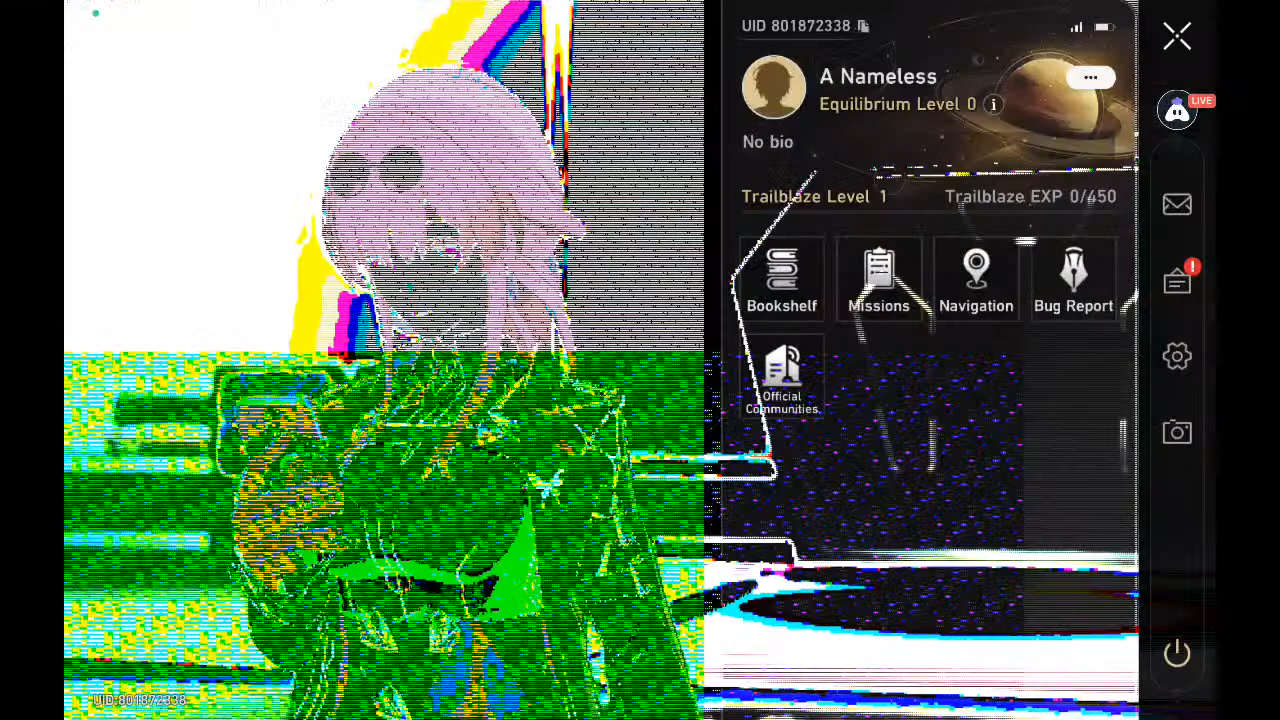 UID 801872338
A Nameless
Equilibrium Level 0
No bio
Trailblaze Level 1
Trailblaze EXP 0/450
Bookshelf
Missions
Navigation
Bug Report
Official
Communities
LIVE
UID:801872338